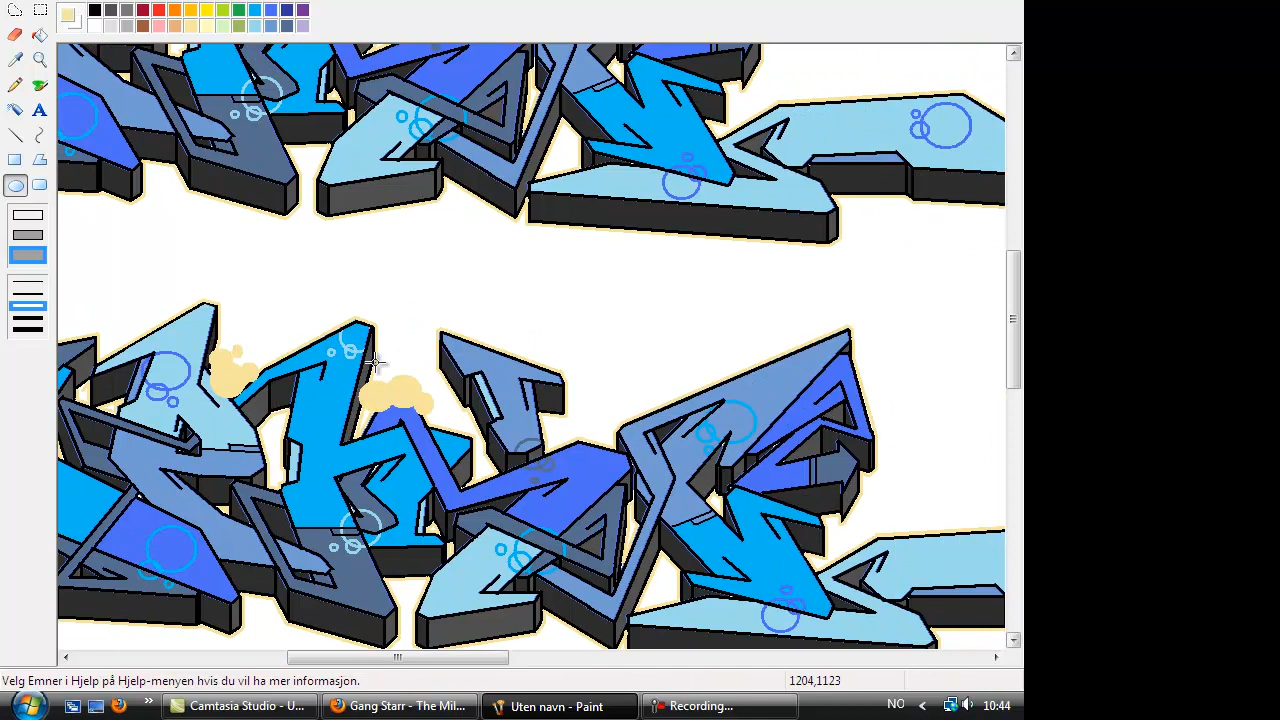 Velg Emner i Hjelp på Hjelp-menyen hvis du vil ha mer informasjon.
1204,1123
» Camtasia Studio - U... Gang Starr - The Mil... Uten navn - Paint Recording... NO 10:44